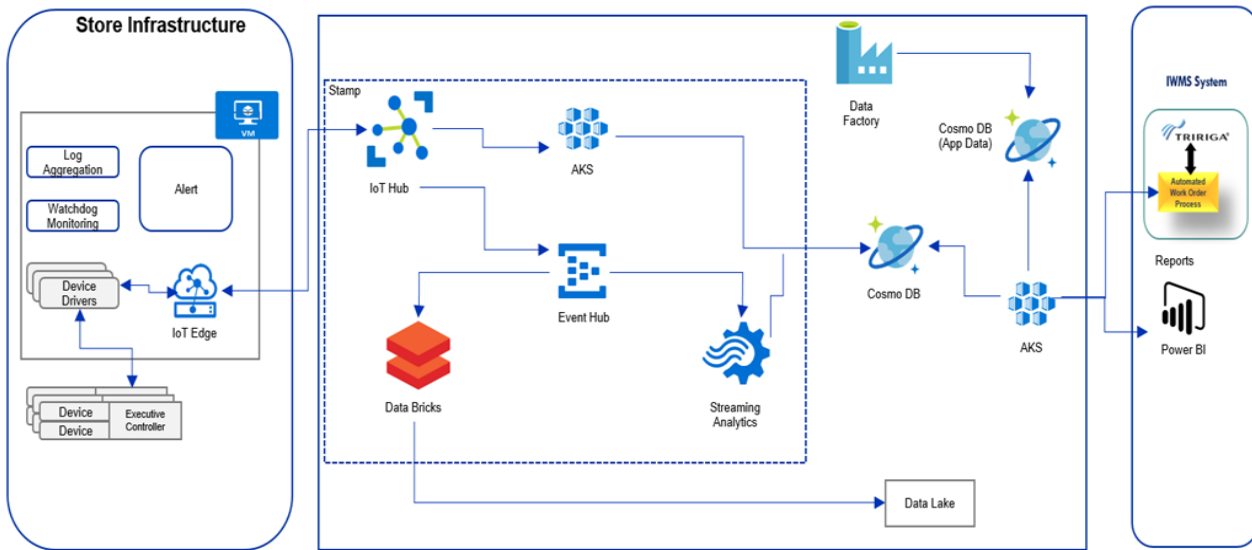 Store Infrastructure
VM
Log
Aggregation
Alert
Watchdog
Monitoring
Device
Drivers
IoT Edge
Device
Device
Executive
Controller
Stamp
IoT Hub
AKS
Event Hub
Data Bricks
Streaming
Analytics
Data
Factory
Cosmo DB
(App Data)
Cosmo DB
AKS
Data Lake
IWMS System
TRIRIGA®
Automated
Work Order
Process
Reports
Power BI